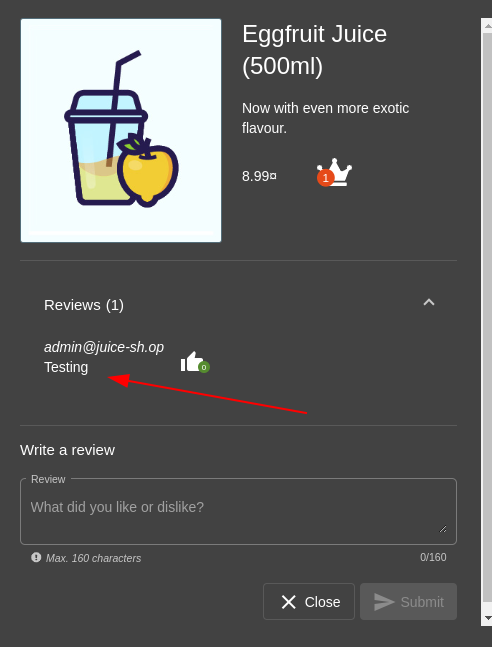 Eggfruit Juice
(500ml)
Now with even more exotic
flavour.
8.99¤
1
Reviews (1)
admin@juice-sh.op
Testing
0
Write a review
Review
What did you like or dislike?
Max. 160 characters
0/160
Close
Submit